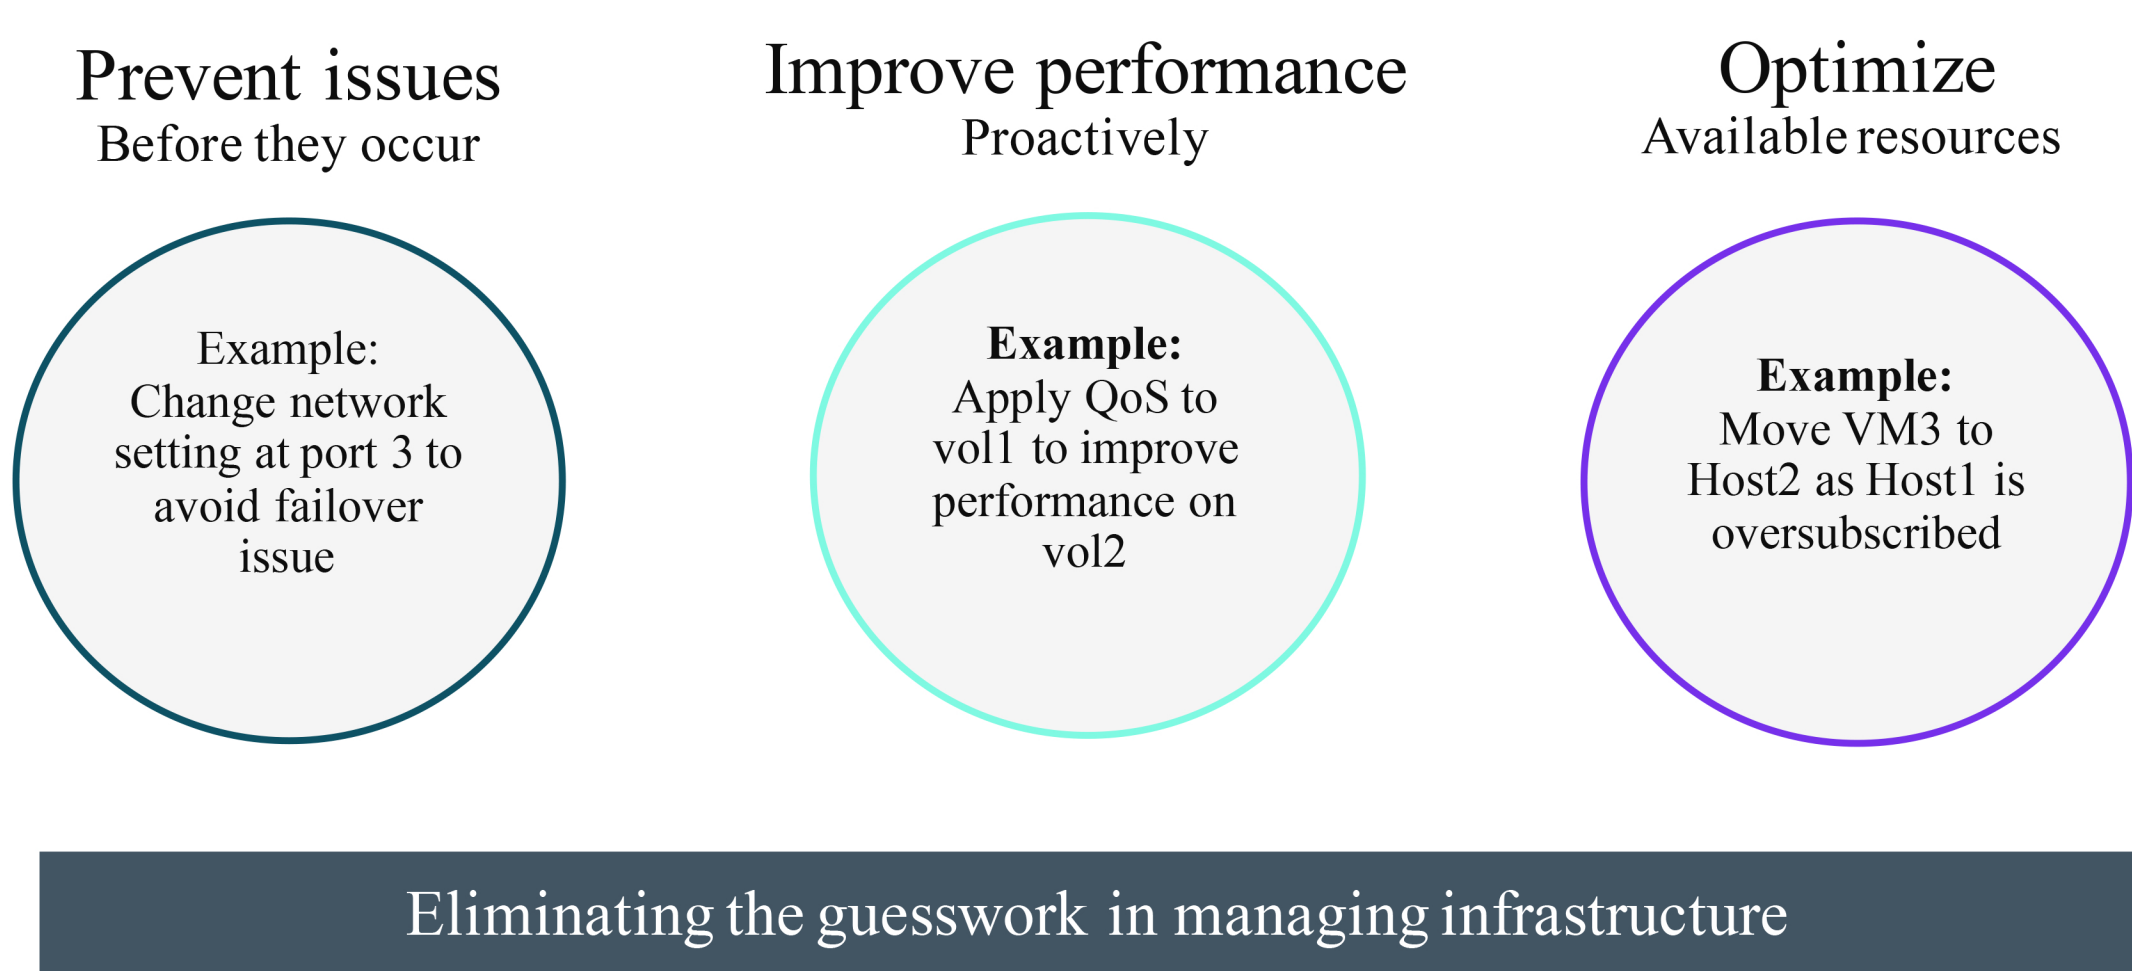 Prevent issues
Before they occur
Example:
Change network
setting at port 3 to
avoid failover
issue
Improve performance
Proactively
Example:
Apply QoS to
vol1 to improve
performance on
vol2
Optimize
Available resources
Example:
Move VM3 to
Host2 as Host1 is
oversubscribed
Eliminating the guesswork in managing infrastructure